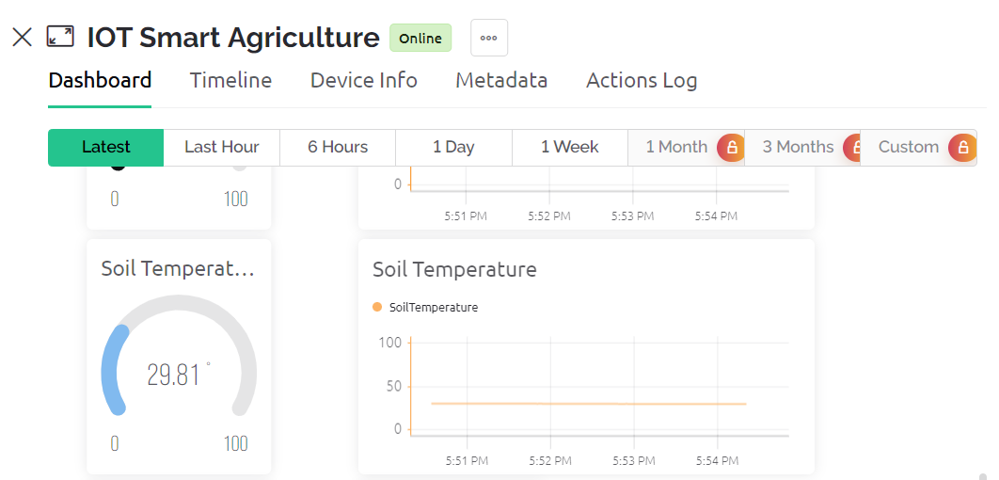 IOT Smart Agriculture Online
Dashboard Timeline Device Info Metadata Actions Log
Latest Last Hour 6 Hours 1 Day 1 Week 1 Month 3 Months Custom
0 100
0
5:51 PM 5:52 PM 5:53 PM 5:54 PM
Soil Temperat...
29.81 °
0 100
Soil Temperature
SoilTemperature
100
50
0
5:51 PM 5:52 PM 5:53 PM 5:54 PM